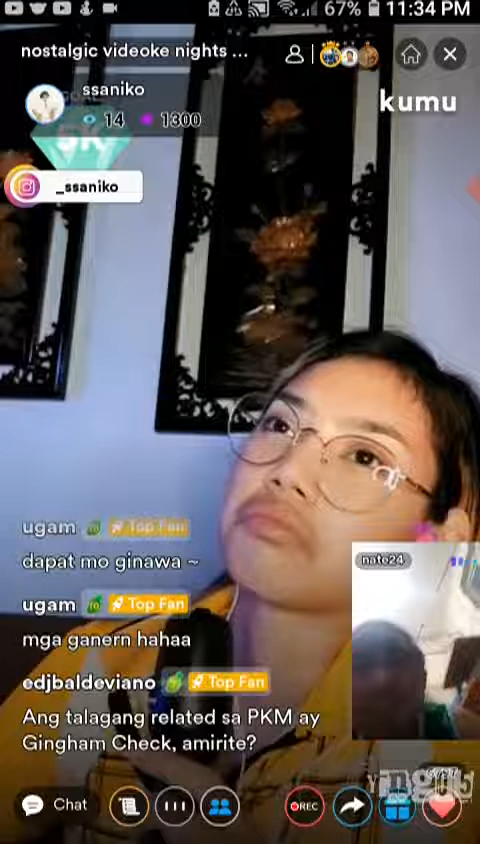 67% 11:34 PM
nostalgic videoke nights ...
ssaniko
14 1300
kumu
5K
_ssaniko
ugam Top Fan
dapat mo ginawa ~
nate24
ugam Top Fan
mga ganern hahaa
edjbaldeviano Top Fan
Ang talagang related sa PKM ay
Gingham Check, amirite?
Chat
REC